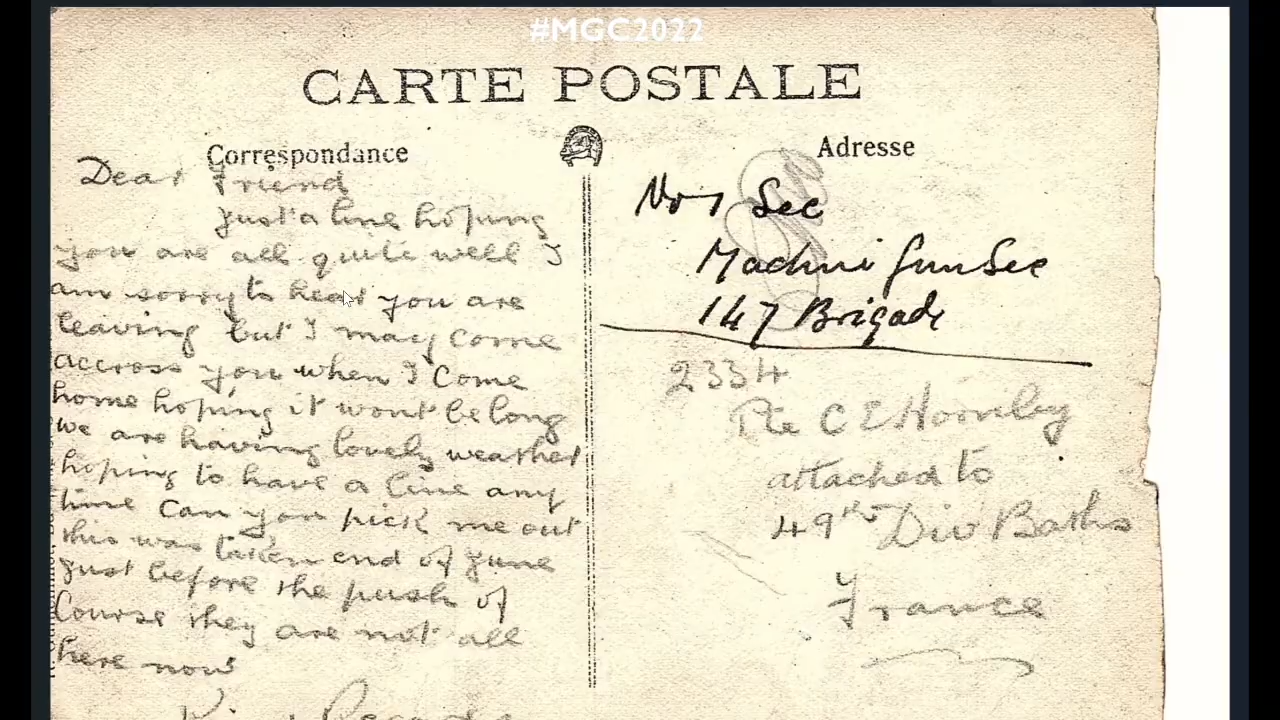 #MGC2022
CARTE POSTALE
Correspondance
Dear Friend
just a line hoping
you are all quite well I
am sorry to hear you are
leaving but I may come
accross you when I come
home hoping it wont be long
we are having lovely weather
hoping to have a line any
time can you pick me out
this was taken end of June
just before the push of
Course they are not all
here now
Kind Regards
Adresse
No 1 Sec
Machine Gun Sec
147 Brigade
2334
Pte C E Hornby
attached to
49th Div Baths
France